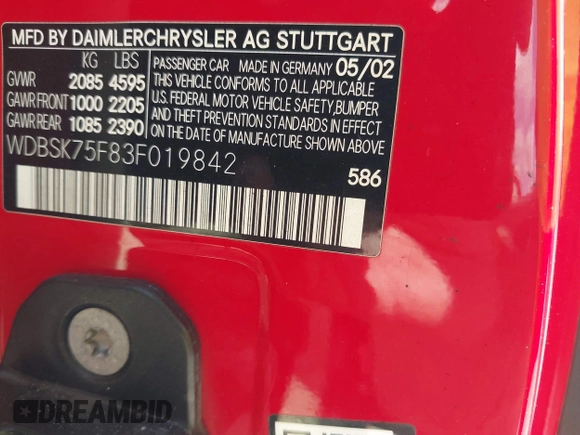 MFD BY DAIMLERCHRYSLER AG STUTTGART
KG LBS
GVWR 2085 4595
GAWR FRONT 1000 2205
GAWR REAR 1085 2390
PASSENGER CAR MADE IN GERMANY 05/02
THIS VEHICLE CONFORMS TO ALL APPLICABLE
U.S. FEDERAL MOTOR VEHICLE SAFETY, BUMPER
AND THEFT PREVENTION STANDARDS IN EFFECT
ON THE DATE OF MANUFACTURE SHOWN ABOVE
WDBSK75F83F019842
586
DREAMBID